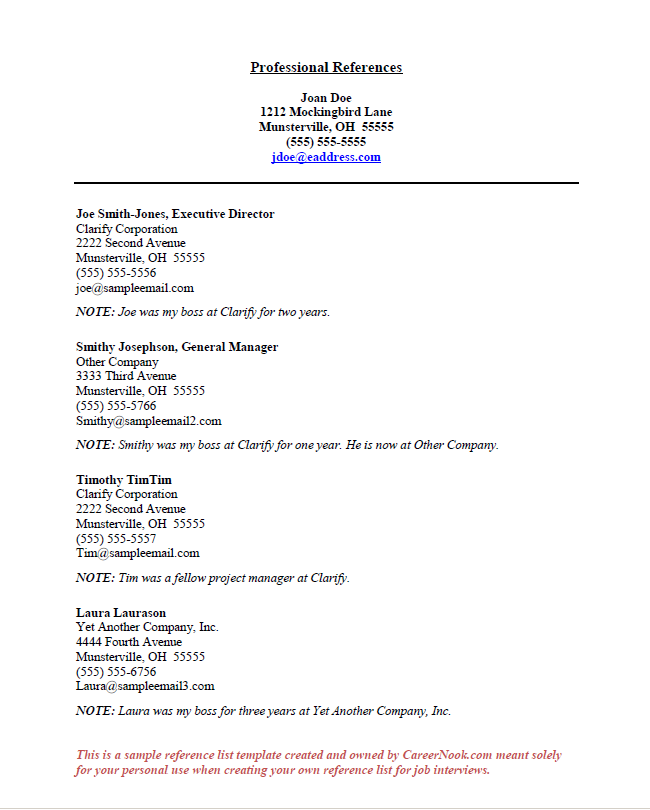 Professional References
Joan Doe
1212 Mockingbird Lane
Munsterville, OH  55555
(555) 555-5555
jdoe@eaddress.com
Joe Smith-Jones, Executive Director
Clarify Corporation
2222 Second Avenue
Munsterville, OH  55555
(555) 555-5556
joe@sampleemail.com
NOTE: Joe was my boss at Clarify for two years.
Smithy Josephson, General Manager
Other Company
3333 Third Avenue
Munsterville, OH  55555
(555) 555-5766
Smithy@sampleemail2.com
NOTE: Smithy was my boss at Clarify for one year. He is now at Other Company.
Timothy TimTim
Clarify Corporation
2222 Second Avenue
Munsterville, OH  55555
(555) 555-5557
Tim@sampleemail.com
NOTE: Tim was a fellow project manager at Clarify.
Laura Laurason
Yet Another Company, Inc.
4444 Fourth Avenue
Munsterville, OH  55555
(555) 555-6756
Laura@sampleemail3.com
NOTE: Laura was my boss for three years at Yet Another Company, Inc.
This is a sample reference list template created and owned by CareerNook.com meant solely
for your personal use when creating your own reference list for job interviews.